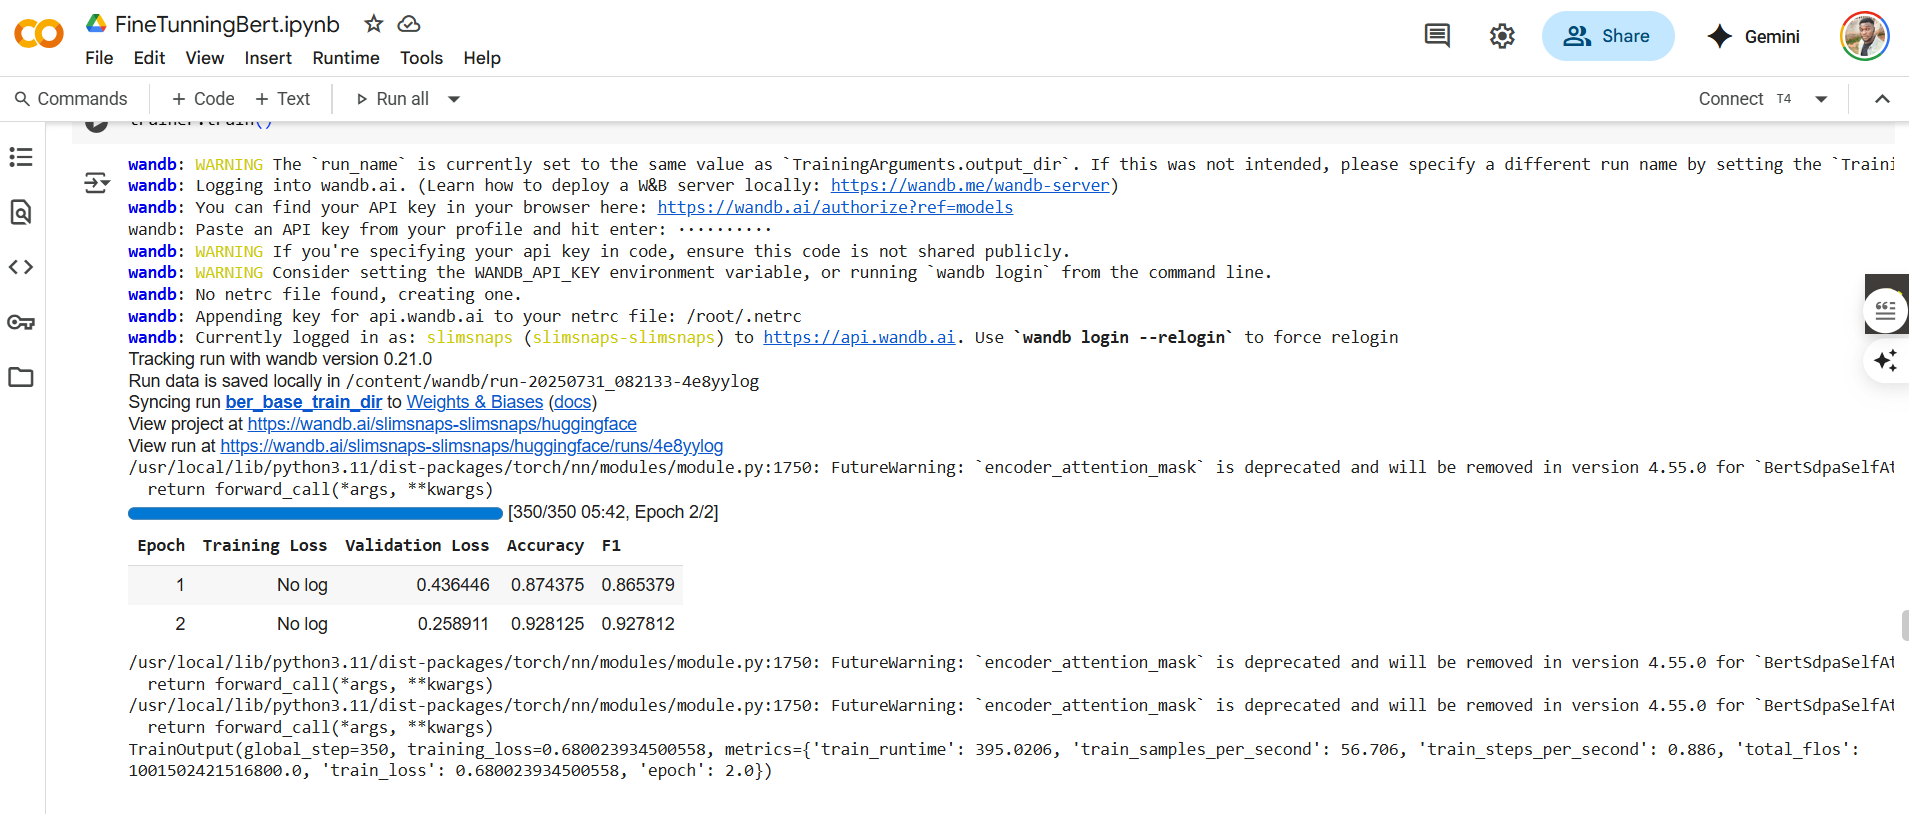 FineTunningBert.ipynb
File Edit View Insert Runtime Tools Help
Share
Gemini
Commands + Code + Text Run all
Connect T4
trainer.train()
wandb: WARNING The `run_name` is currently set to the same value as `TrainingArguments.output_dir`. If this was not intended, please specify a different run name by setting the `Traini
wandb: Logging into wandb.ai. (Learn how to deploy a W&B server locally: https://wandb.me/wandb-server)
wandb: You can find your API key in your browser here: https://wandb.ai/authorize?ref=models
wandb: Paste an API key from your profile and hit enter: ··········
wandb: WARNING If you're specifying your api key in code, ensure this code is not shared publicly.
wandb: WARNING Consider setting the WANDB_API_KEY environment variable, or running `wandb login` from the command line.
wandb: No netrc file found, creating one.
wandb: Appending key for api.wandb.ai to your netrc file: /root/.netrc
wandb: Currently logged in as: slimsnaps (slimsnaps-slimsnaps) to https://api.wandb.ai. Use `wandb login --relogin` to force relogin
Tracking run with wandb version 0.21.0
Run data is saved locally in /content/wandb/run-20250731_082133-4e8yylog
Syncing run ber_base_train_dir to Weights & Biases (docs)
View project at https://wandb.ai/slimsnaps-slimsnaps/huggingface
View run at https://wandb.ai/slimsnaps-slimsnaps/huggingface/runs/4e8yylog
/usr/local/lib/python3.11/dist-packages/torch/nn/modules/module.py:1750: FutureWarning: `encoder_attention_mask` is deprecated and will be removed in version 4.55.0 for `BertSdpaSelfAt
return forward_call(*args, **kwargs)
[350/350 05:42, Epoch 2/2]
Epoch Training Loss Validation Loss Accuracy F1
1 No log 0.436446 0.874375 0.865379
2 No log 0.258911 0.928125 0.927812
/usr/local/lib/python3.11/dist-packages/torch/nn/modules/module.py:1750: FutureWarning: `encoder_attention_mask` is deprecated and will be removed in version 4.55.0 for `BertSdpaSelfAt
return forward_call(*args, **kwargs)
/usr/local/lib/python3.11/dist-packages/torch/nn/modules/module.py:1750: FutureWarning: `encoder_attention_mask` is deprecated and will be removed in version 4.55.0 for `BertSdpaSelfAt
return forward_call(*args, **kwargs)
TrainOutput(global_step=350, training_loss=0.680023934500558, metrics={'train_runtime': 395.0206, 'train_samples_per_second': 56.706, 'train_steps_per_second': 0.886, 'total_flos':
1001502421516800.0, 'train_loss': 0.680023934500558, 'epoch': 2.0})